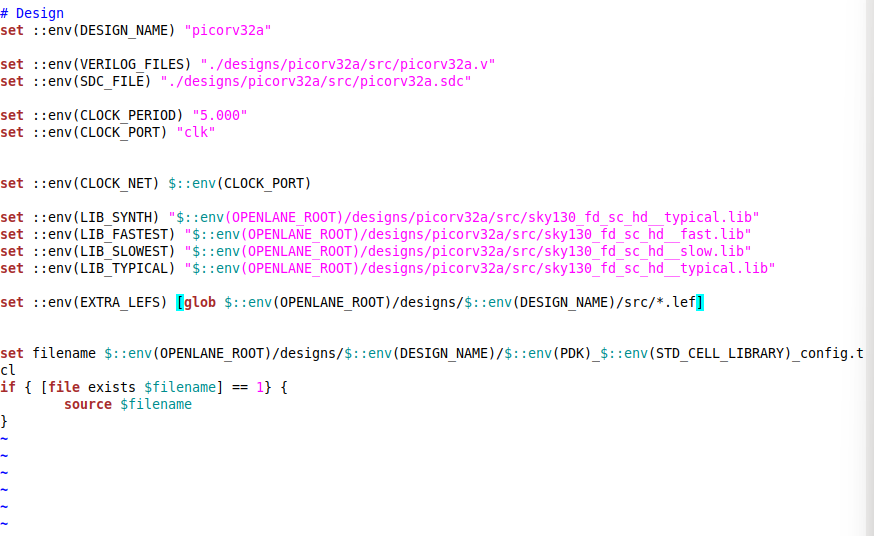 # Design
set ::env(DESIGN_NAME) "picorv32a"
set ::env(VERILOG_FILES) "./designs/picorv32a/src/picorv32a.v"
set ::env(SDC_FILE) "./designs/picorv32a/src/picorv32a.sdc"
set ::env(CLOCK_PERIOD) "5.000"
set ::env(CLOCK_PORT) "clk"
set ::env(CLOCK_NET) $::env(CLOCK_PORT)
set ::env(LIB_SYNTH) "$::env(OPENLANE_ROOT)/designs/picorv32a/src/sky130_fd_sc_hd__typical.lib"
set ::env(LIB_FASTEST) "$::env(OPENLANE_ROOT)/designs/picorv32a/src/sky130_fd_sc_hd__fast.lib"
set ::env(LIB_SLOWEST) "$::env(OPENLANE_ROOT)/designs/picorv32a/src/sky130_fd_sc_hd__slow.lib"
set ::env(LIB_TYPICAL) "$::env(OPENLANE_ROOT)/designs/picorv32a/src/sky130_fd_sc_hd__typical.lib"
set ::env(EXTRA_LEFS) [glob $::env(OPENLANE_ROOT)/designs/$::env(DESIGN_NAME)/src/*.lef]
set filename $::env(OPENLANE_ROOT)/designs/$::env(DESIGN_NAME)/$::env(PDK)_$::env(STD_CELL_LIBRARY)_config.t
cl
if { [file exists $filename] == 1} {
        source $filename
}
~
~
~
~
~
~